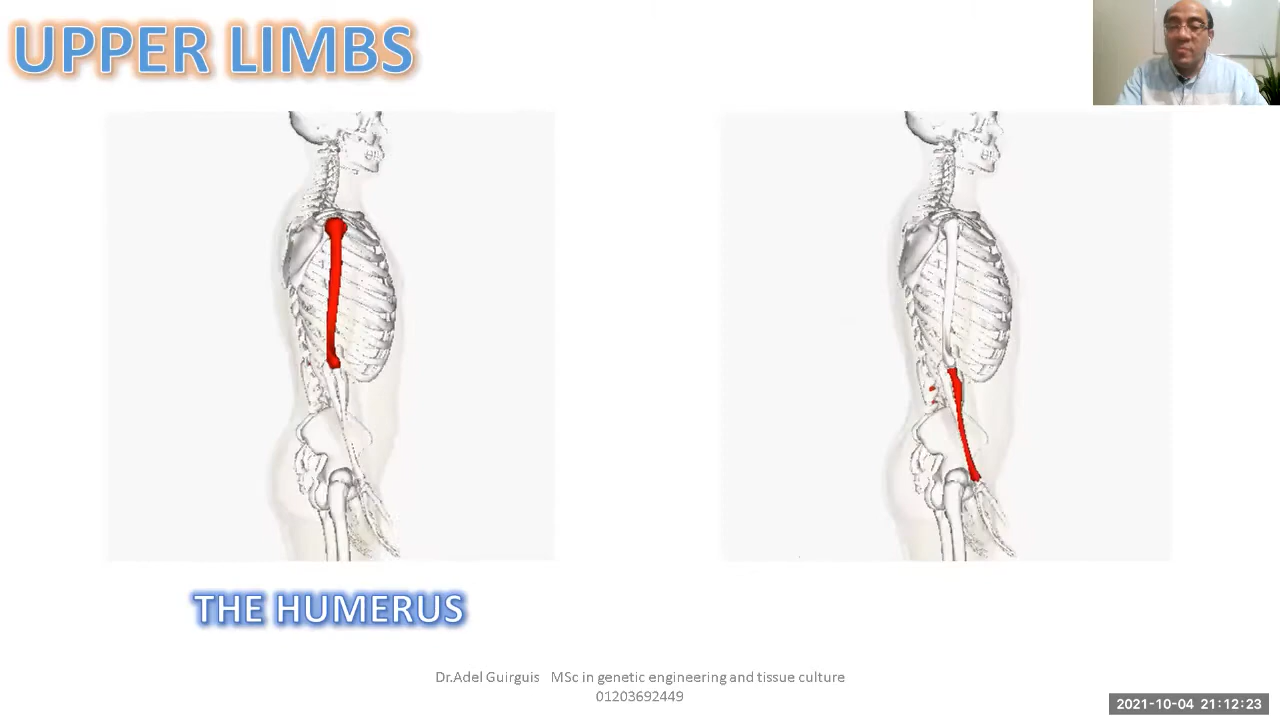 UPPER LIMBS
THE HUMERUS
Dr.Adel Guirguis   MSc in genetic engineering and tissue culture
01203692449
2021-10-04 21:12:23